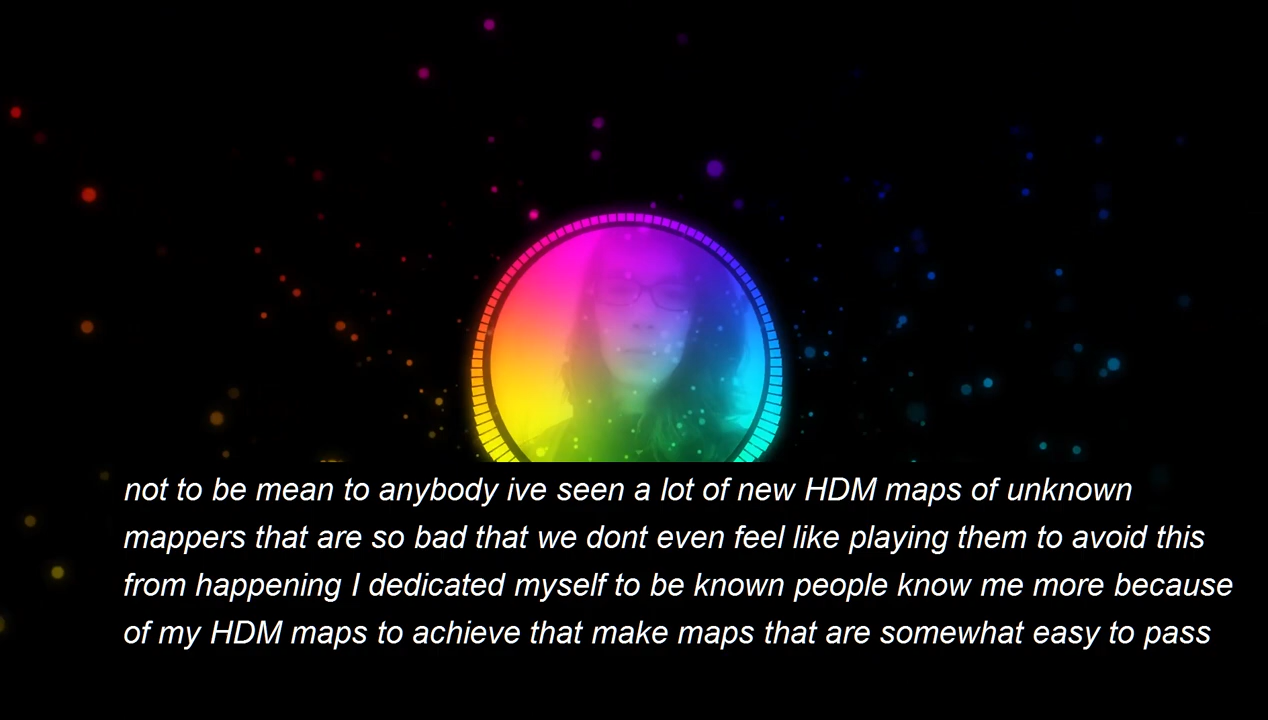 not to be mean to anybody ive seen a lot of new HDM maps of unknown
mappers that are so bad that we dont even feel like playing them to avoid this
from happening I dedicated myself to be known people know me more because
of my HDM maps to achieve that make maps that are somewhat easy to pass